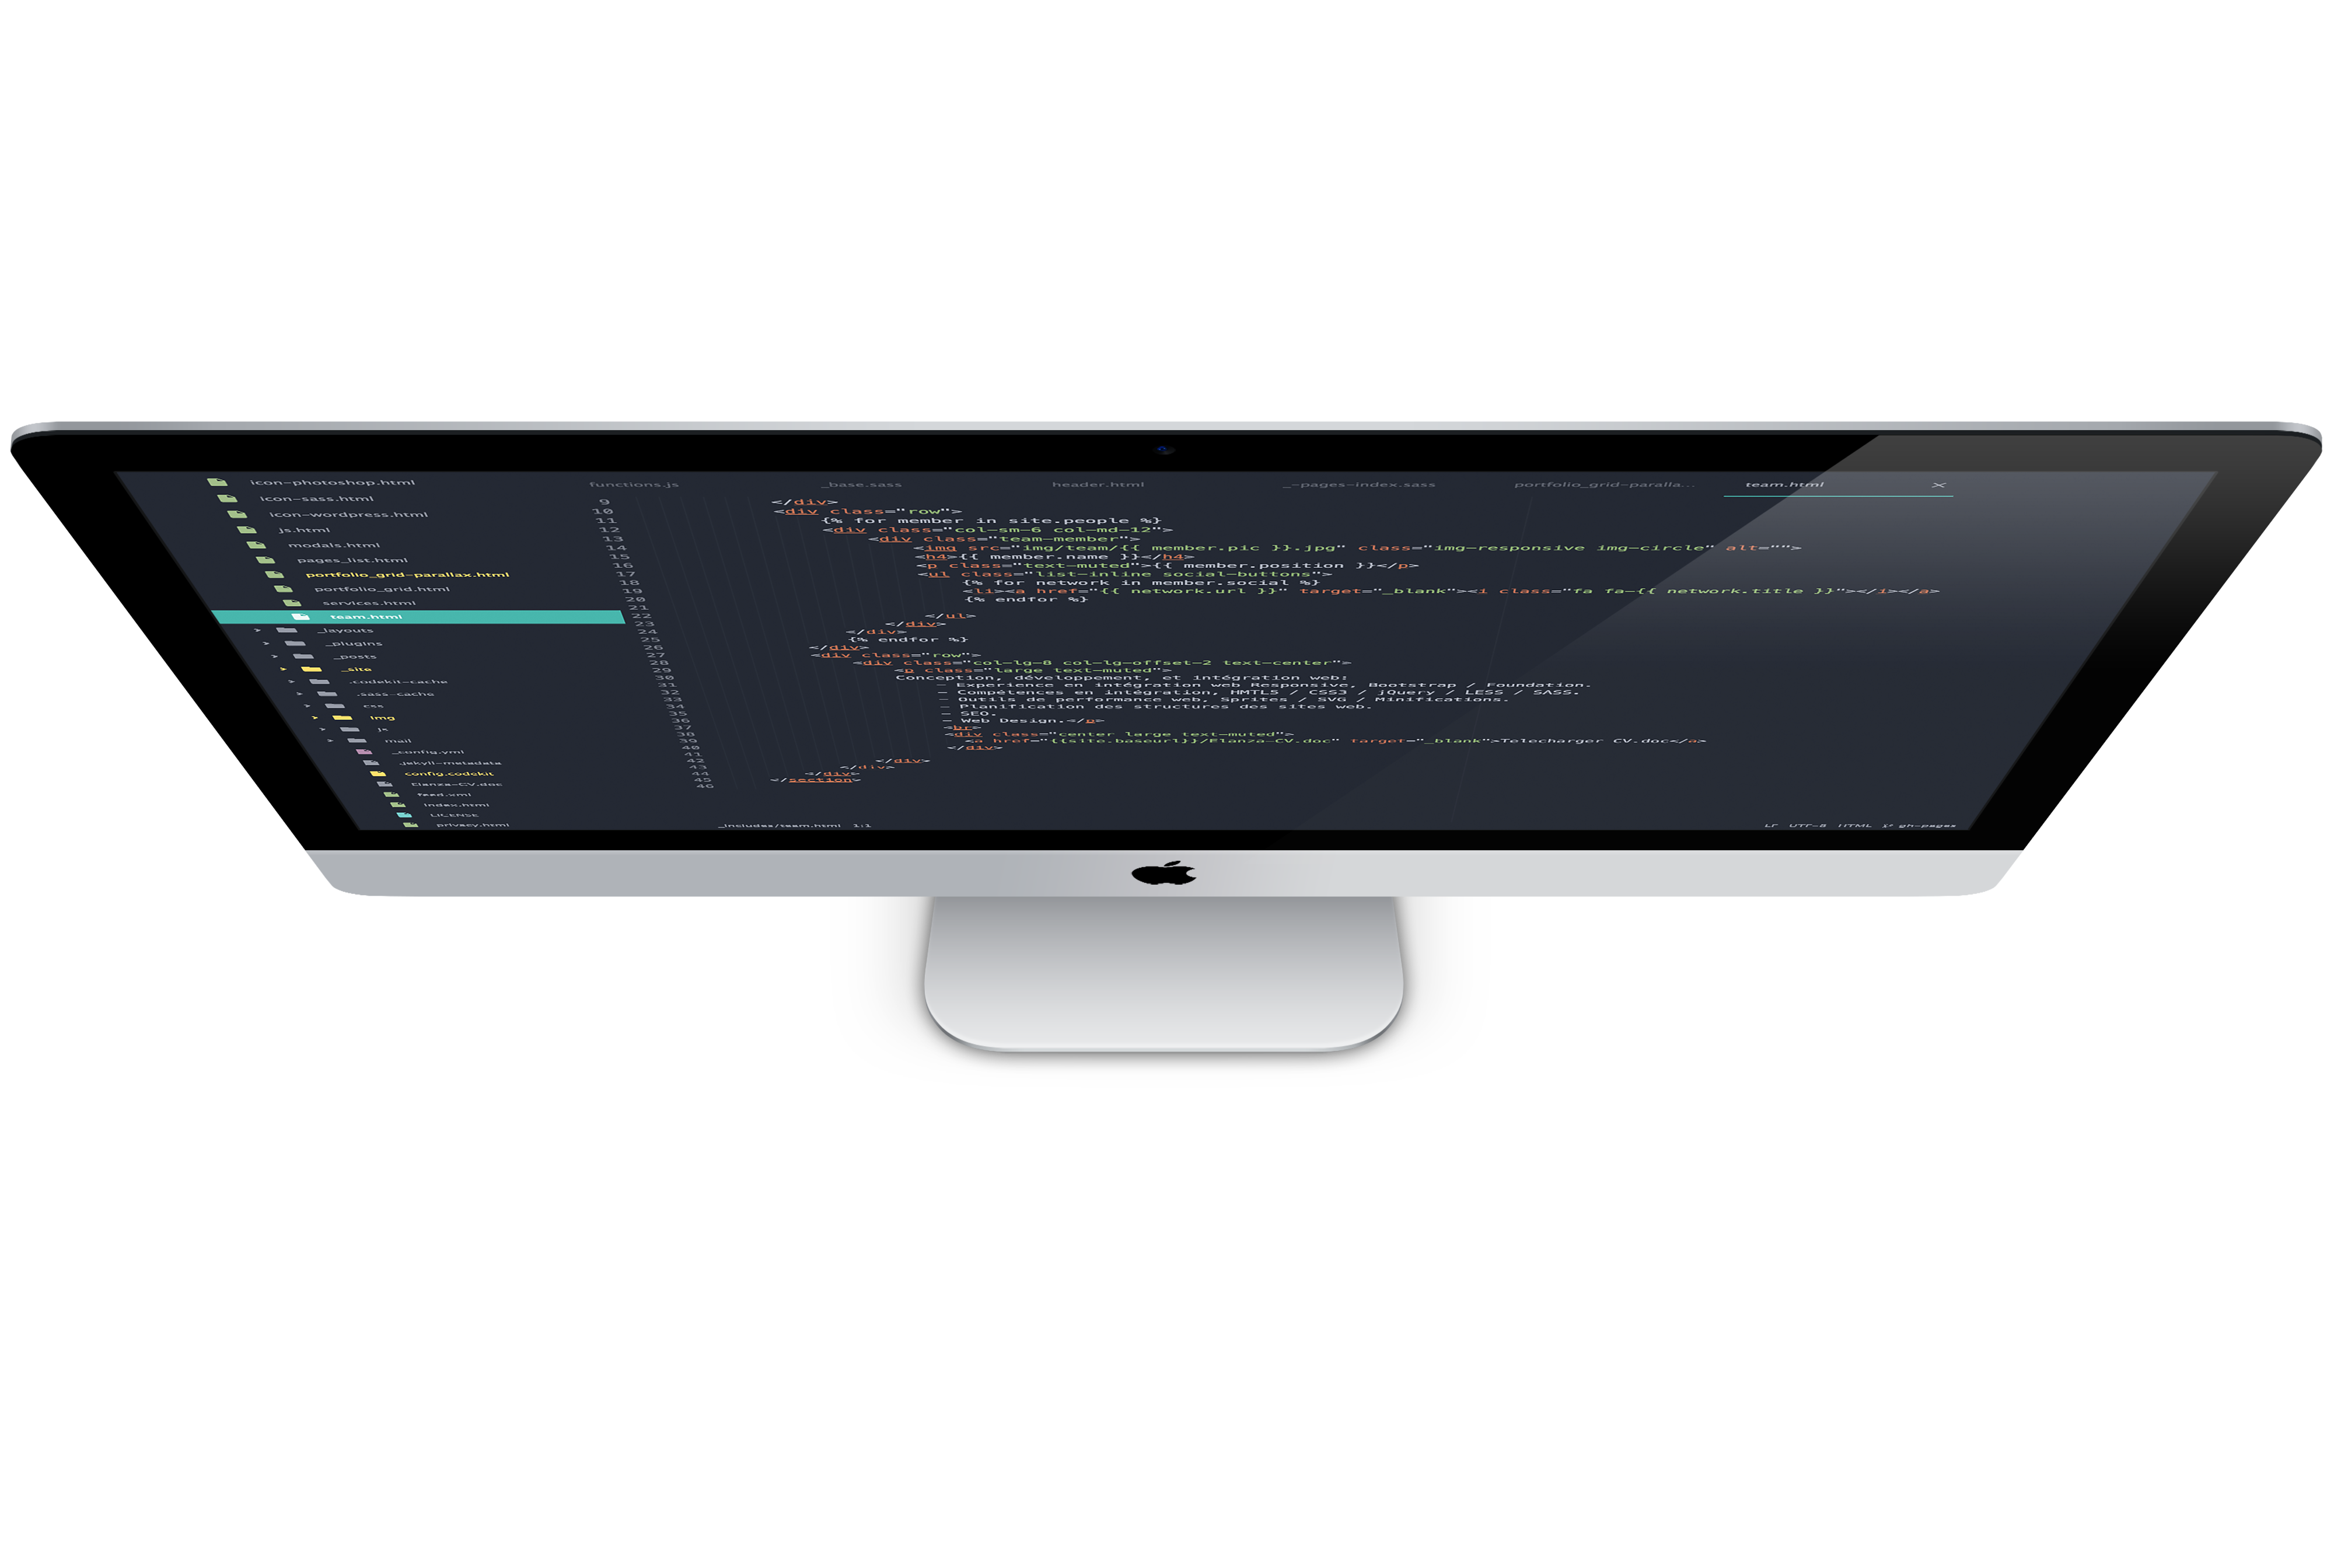 functions.js _base.sass header.html _-pages-index.sass portfolio_grid-paralla... team.html
icon-photoshop.html
icon-sass.html
icon-wordpress.html
js.html
modals.html
pages_list.html
portfolio_grid-parallax.html
portfolio_grid.html
services.html
team.html
_layouts
_plugins
_posts
_site
.codekit-cache
.sass-cache
css
img
js
mail
_config.yml
.jekyll-metadata
config.codekit
Elanza-CV.doc
feed.xml
index.html
LICENSE
privacy.html
9 </div>
10 <div class="row">
11 {% for member in site.people %}
12 <div class="col-sm-6 col-md-12">
13 <div class="team-member">
14 <img src="img/team/{{ member.pic }}.jpg" class="img-responsive img-circle" alt="">
15 <h4>{{ member.name }}</h4>
16 <p class="text-muted">{{ member.position }}</p>
17 <ul class="list-inline social-buttons">
18 {% for network in member.social %}
19 <li><a href="{{ network.url }}" target="_blank"><i class="fa fa-{{ network.title }}"></i></a>
20 {% endfor %}
21
22 </ul>
23 </div>
24 </div>
25 {% endfor %}
26 </div>
27 <div class="row">
28 <div class="col-lg-8 col-lg-offset-2 text-center">
29 <p class="large text-muted">
30 Conception, développement, et intégration web:
31 – Experience en intégration web Responsive, Bootstrap / Foundation.
32 – Compétences en intégration, HMTL5 / CSS3 / jQuery / LESS / SASS.
33 – Outils de performance web, Sprites / SVG / Minifications.
34 – Planification des structures des sites web.
35 – SEO.
36 – Web Design.</p>
37 <br>
38 <div class="center large text-muted">
39 <a href="{{site.baseurl}}/Elanza-CV.doc" target="_blank">Telecharger CV.doc</a>
40 </div>
41
42 </div>
43 </div>
44 </div>
45 </section>
46
_includes/team.html 1:1 LF UTF-8 HTML gh-pages